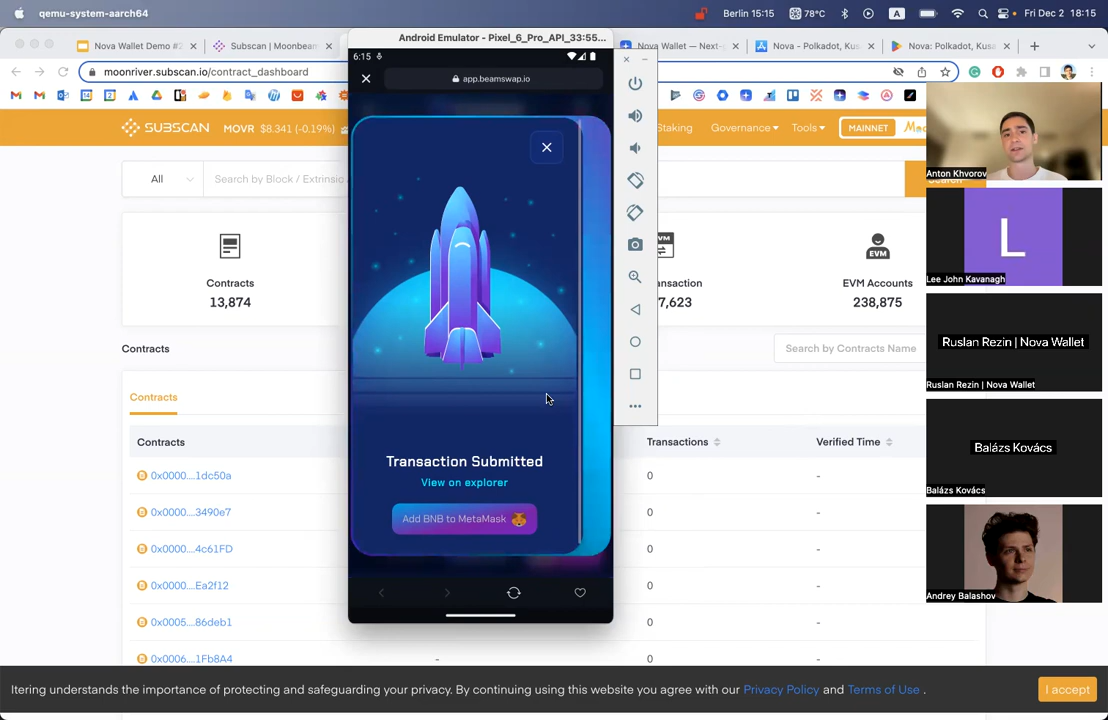 qemu-system-aarch64
Berlin 15:15
78°C
A
Fri Dec 2 18:15
Nova Wallet Demo #
Subscan | Moonbeam
Android Emulator - Pixel_6_Pro_API_33:55...
Nova Wallet — Next-
Nova - Polkadot, Kusa
Nova: Polkadot, Kusa
moonriver.subscan.io/contract_dashboard
SUBSCAN
MOVR $8.341 (-0.19%)
Staking
Governance
Tools
MAINNET
All
Search by Block / Extrinsic
Contracts
13,874
EVM
nsaction
7,623
EVM
EVM Accounts
238,875
Contracts
Search by Contracts Name
Contracts
Contracts
Transactions
Verified Time
0x0000....1dc50a
0
-
0x0000....3490e7
0
-
0x0000....4c61FD
0
-
0x0000....Ea2f12
0
-
0x0005....86deb1
0
-
0x0006....1Fb8A4
-
0
-
6:15
app.beamswap.io
Transaction Submitted
View on explorer
Add BNB to MetaMask
Anton Khvorov
L
Lee John Kavanagh
Ruslan Rezin | Nova Wallet
Ruslan Rezin | Nova Wallet
Balázs Kovács
Balázs Kovács
Andrey Balashov
Itering understands the importance of protecting and safeguarding your privacy. By continuing using this website you agree with our Privacy Policy and Terms of Use .
I accept